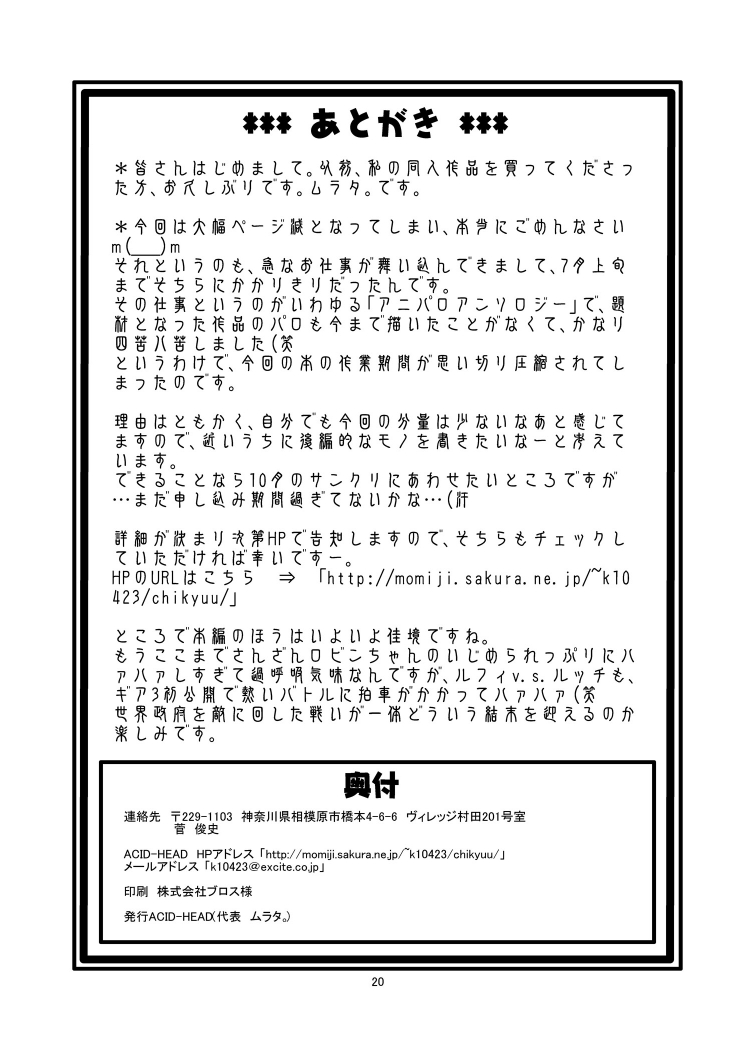 *** あとがき ***
＊皆さんはじめまして。以前、私の同人作品を買ってくださっ
た方、お久しぶりです。ムラタ。です。
＊今回は大幅ページ減となってしまい、本当にごめんなさい
m(___)m
それというのも、急なお仕事が舞い込んできまして、7月上旬
までそちらにかかりきりだったんです。
その仕事というのがいわゆる「アニパロアンソロジー」で、題
材となった作品のパロも今まで描いたことがなくて、かなり
四苦八苦しました(笑
というわけで、今回の本の作業期間が思い切り圧縮されてし
まったのです。
理由はともかく、自分でも今回の分量は少ないなあと感じて
ますので、近いうちに後編的なモノを書きたいなーと考えて
います。
できることなら10月のサンクリにあわせたいところですが
…まだ申し込み期間過ぎてないかな…(汗
詳細が決まり次第HPで告知しますので、そちらもチェックし
ていただければ幸いですー。
HPのURLはこちら　⇒　「http://momiji.sakura.ne.jp/~k10
423/chikyuu/」
ところで本編のほうはいよいよ佳境ですね。
もうここまでさんざんロビンちゃんのいじめられっぷりにハ
ァハァしすぎて過呼吸気味なんですが、ルフィv.s.ルッチも、
ギア3初公開で熱いバトルに拍車がかかってハァハァ(笑
世界政府を敵に回した戦いが一体どういう結末を迎えるのか
楽しみです。
奥付
連絡先　〒229-1103　神奈川県相模原市橋本4-6-6　ヴィレッジ村田201号室
菅　俊史
ACID-HEAD　HPアドレス「http://momiji.sakura.ne.jp/~k10423/chikyuu/」
メールアドレス「k10423@excite.co.jp」
印刷　株式会社ブロス様
発行ACID-HEAD(代表　ムラタ。)
20